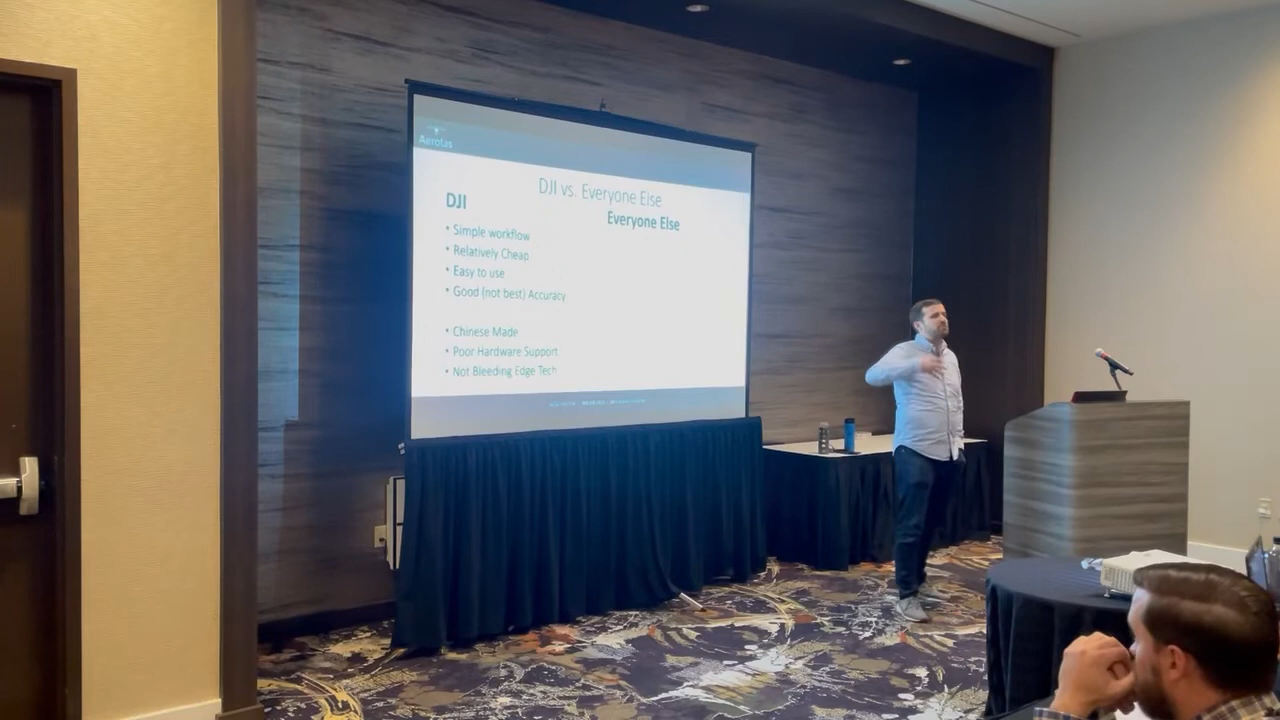 Aerotas
DJI vs. Everyone Else
DJI
• Simple workflow
• Relatively Cheap
• Easy to use
• Good (not best) Accuracy
• Chinese Made
• Poor Hardware Support
• Not Bleeding Edge Tech
Everyone Else